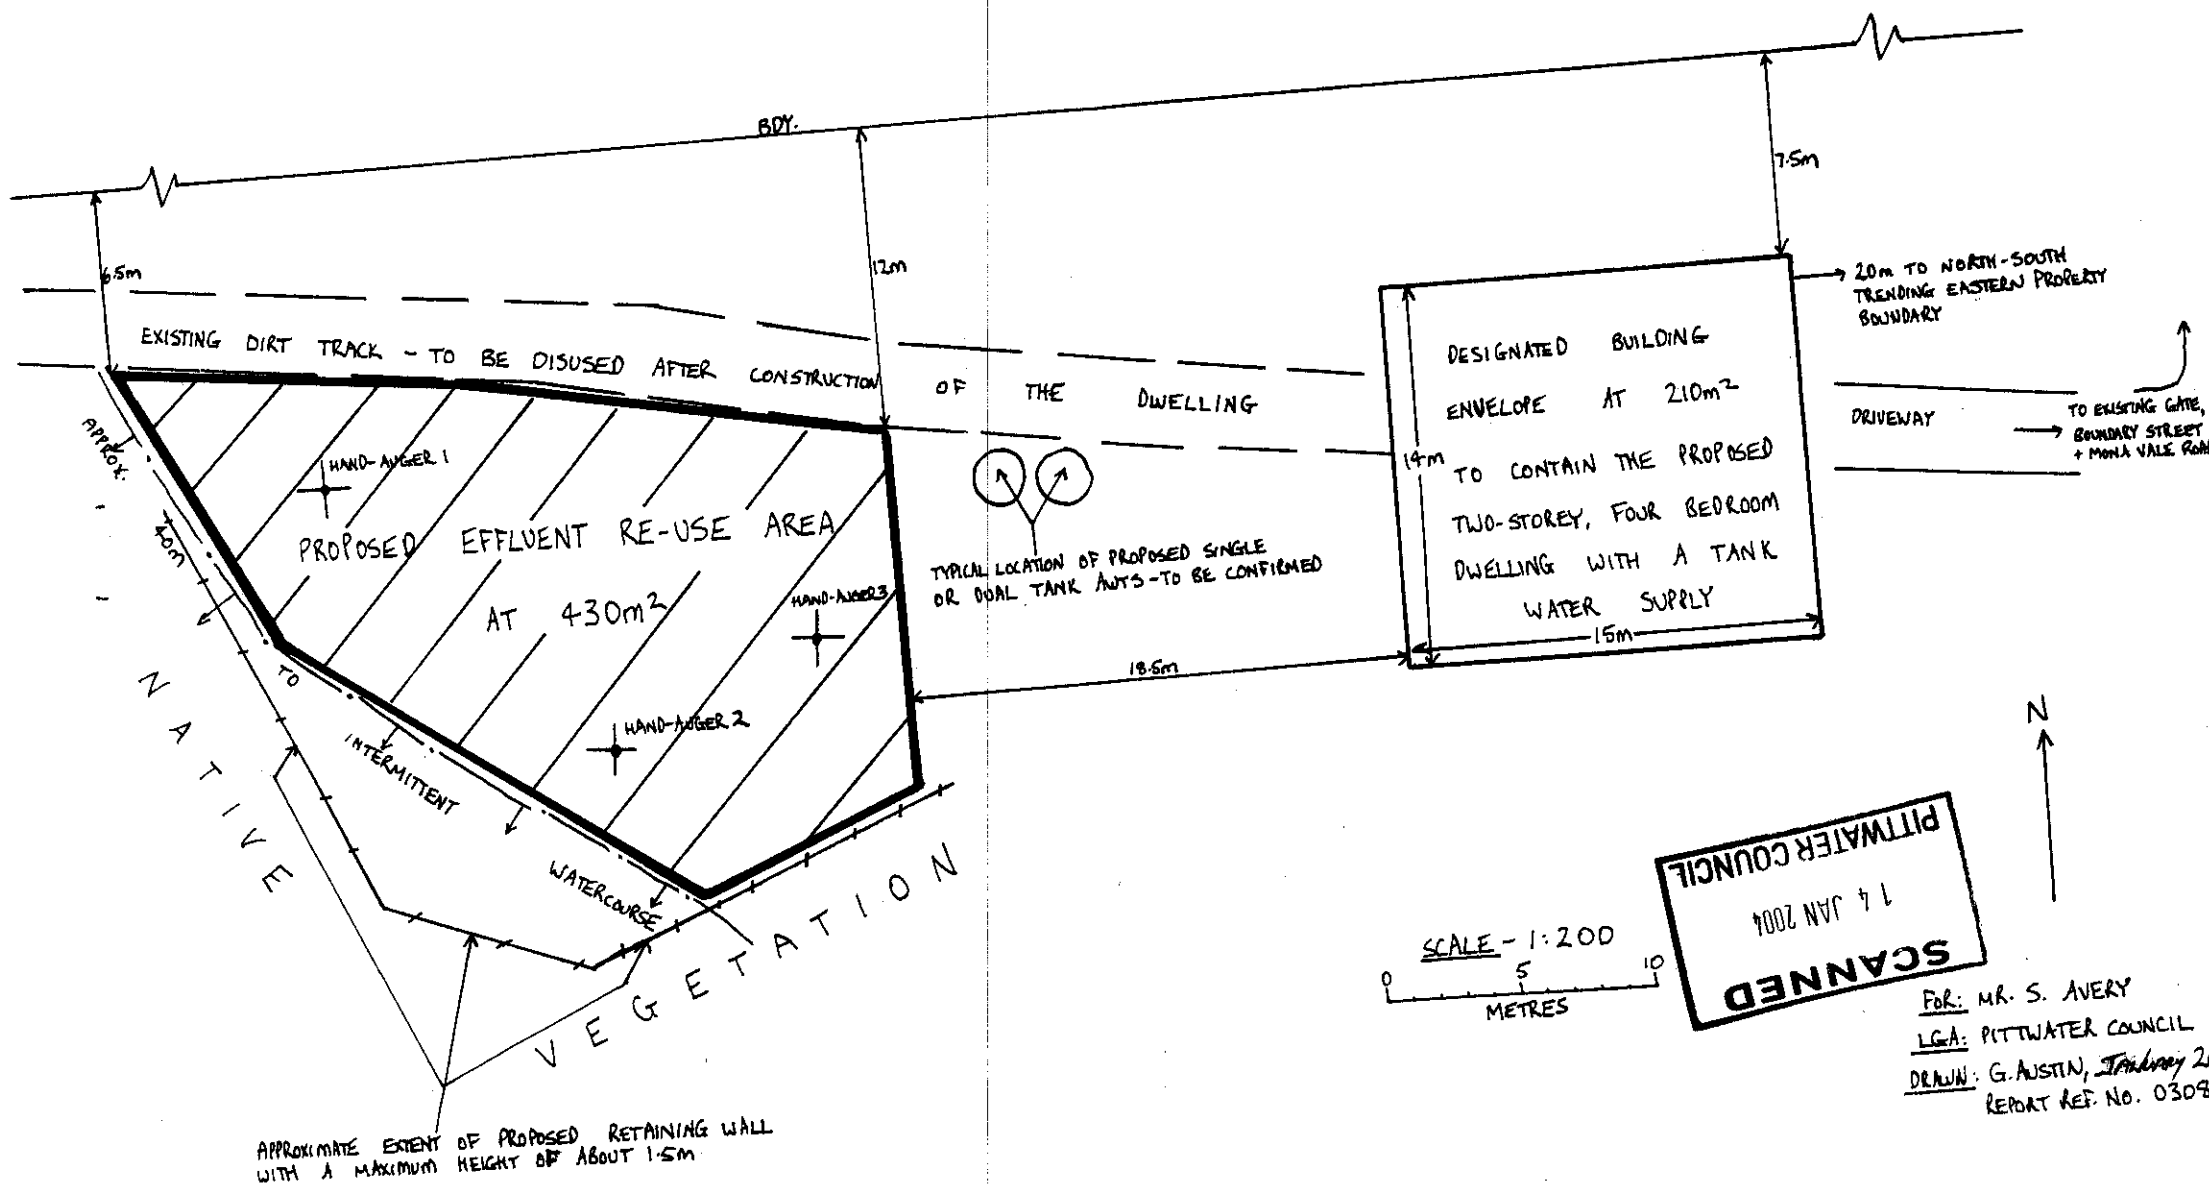 BDY.
6.5m
12m
7.5m
20m TO NORTH-SOUTH
TRENDING EASTERN PROPERTY
BOUNDARY
EXISTING DIRT TRACK - TO BE DISUSED AFTER CONSTRUCTION OF THE DWELLING
DESIGNATED BUILDING
ENVELOPE AT 210m²
TO CONTAIN THE PROPOSED
TWO-STOREY, FOUR BEDROOM
DWELLING WITH A TANK
WATER SUPPLY
14m
15m
DRIVEWAY
TO EXISTING GATE,
BOUNDARY STREET
+ MONA VALE
HAND-AUGER 1
PROPOSED EFFLUENT RE-USE AREA
AT 430m²
HAND-AUGER 3
HAND-AUGER 2
TYPICAL LOCATION OF PROPOSED SINGLE
OR DUAL TANK AWTS - TO BE CONFIRMED
18.5m
APPROX. 40m TO INTERMITTENT WATERCOURSE
NATIVE VEGETATION
APPROXIMATE EXTENT OF PROPOSED RETAINING WALL
WITH A MAXIMUM HEIGHT OF ABOUT 1.5m
N
SCALE - 1:200
0 5 10
METRES
SCANNED
14 JAN 2004
PITTWATER COUNCIL
FOR: MR. S. AVERY
LGA: PITTWATER COUNCIL
DRAWN: G. AUSTIN, January
REPORT REF. NO. 0308